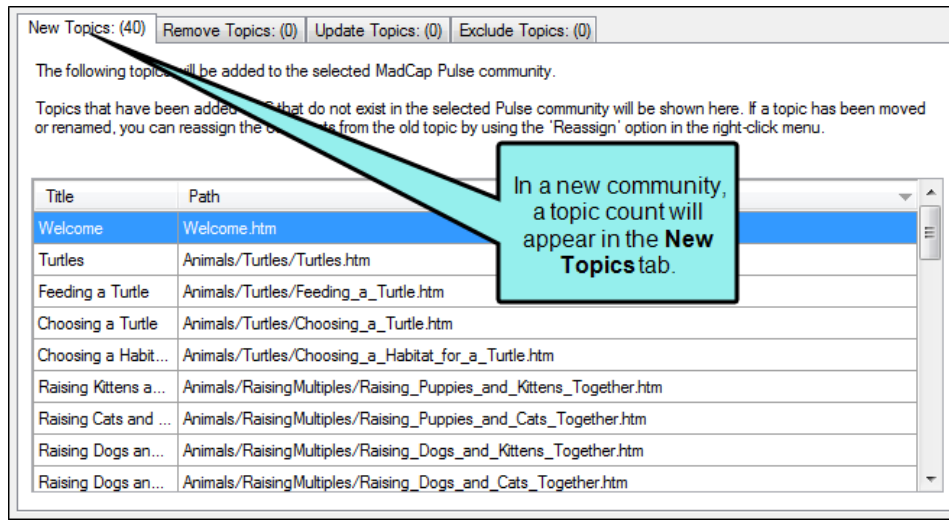 New Topics: (40) Remove Topics: (0) Update Topics: (0) Exclude Topics: (0)
The following topics will be added to the selected MadCap Pulse community.
Topics that have been added that do not exist in the selected Pulse community will be shown here. If a topic has been moved
or renamed, you can reassign the from the old topic by using the 'Reassign' option in the right-click menu.
In a new community,
a topic count will
appear in the New
Topics tab.
Title Path
Welcome Welcome.htm
Turtles Animals/Turtles/Turtles.htm
Feeding a Turtle Animals/Turtles/Feeding_a_Turtle.htm
Choosing a Turtle Animals/Turtles/Choosing_a_Turtle.htm
Choosing a Habit... Animals/Turtles/Choosing_a_Habitat_for_a_Turtle.htm
Raising Kittens a... Animals/RaisingMultiples/Raising_Puppies_and_Kittens_Together.htm
Raising Cats and ... Animals/RaisingMultiples/Raising_Puppies_and_Cats_Together.htm
Raising Dogs an... Animals/RaisingMultiples/Raising_Dogs_and_Kittens_Together.htm
Raising Dogs an... Animals/RaisingMultiples/Raising_Dogs_and_Cats_Together.htm